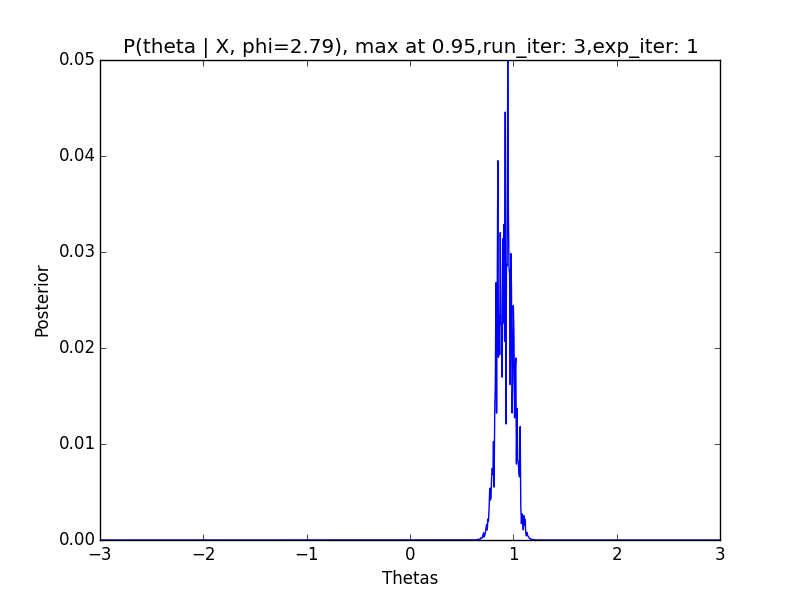 P(theta | X, phi=2.79), max at 0.95,run_iter: 3,exp_iter: 1
0.05
0.04
0.03
0.02
0.01
0.00
Posterior
−3 −2 −1 0 1 2 3
Thetas